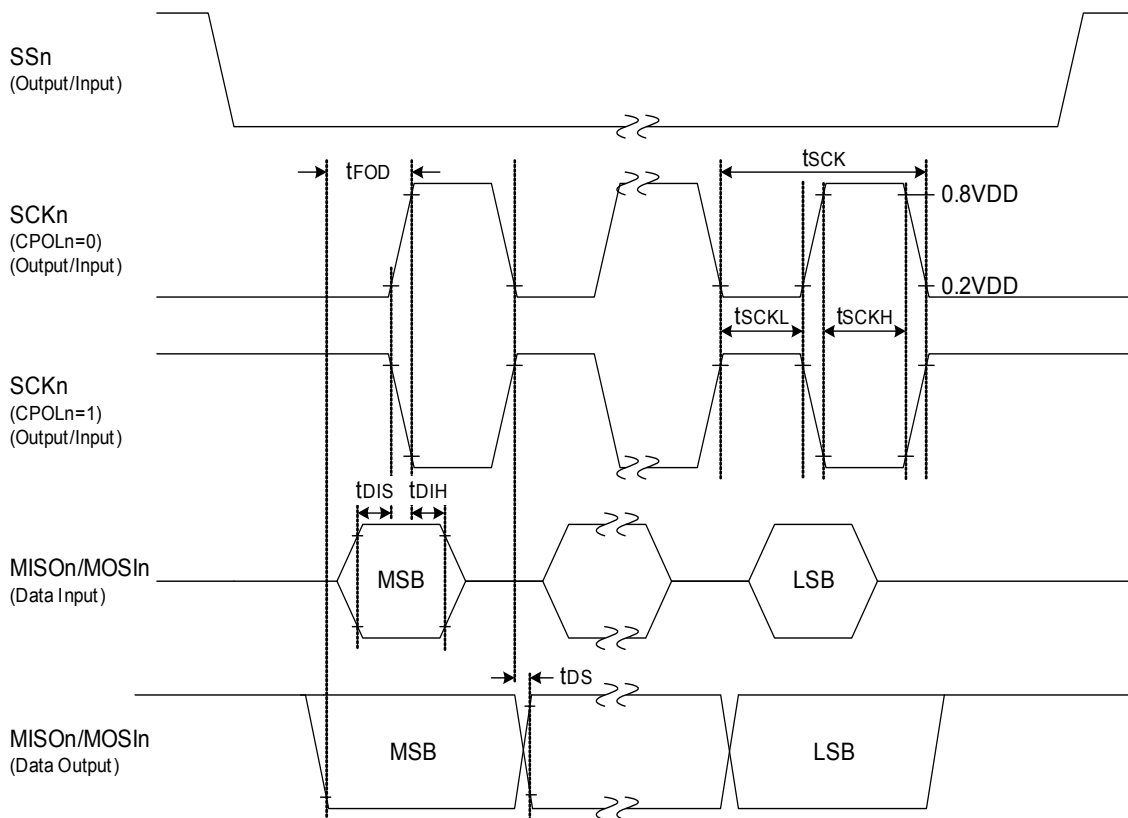 SSn
(Output/Input)
tFOD
tSCK
SCKn
(CPOLn=0)
(Output/Input)
0.8VDD
0.2VDD
tSCKL
tSCKH
SCKn
(CPOLn=1)
(Output/Input)
tDIS
tDIH
MISOn/MOSIn
(Data Input)
MSB
LSB
tDS
MISOn/MOSIn
(Data Output)
MSB
LSB